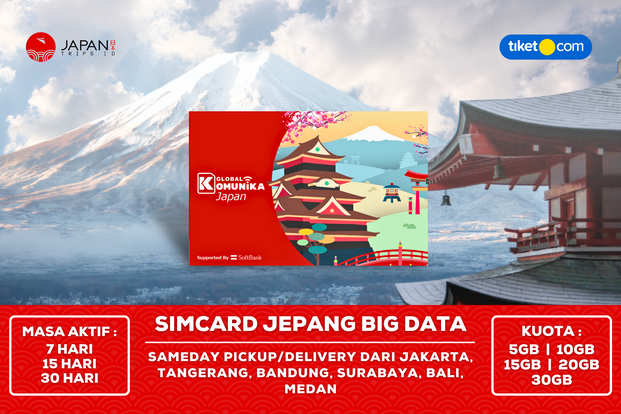 JAPAN
TRIPS.ID
日本
tiket.com
GLOBAL
KOMUNIKA
Japan
Supported By SoftBank
MASA AKTIF :
7 HARI
15 HARI
30 HARI
SIMCARD JEPANG BIG DATA
SAMEDAY PICKUP/DELIVERY DARI JAKARTA,
TANGERANG, BANDUNG, SURABAYA, BALI,
MEDAN
KUOTA :
5GB | 10GB
15GB | 20GB
30GB